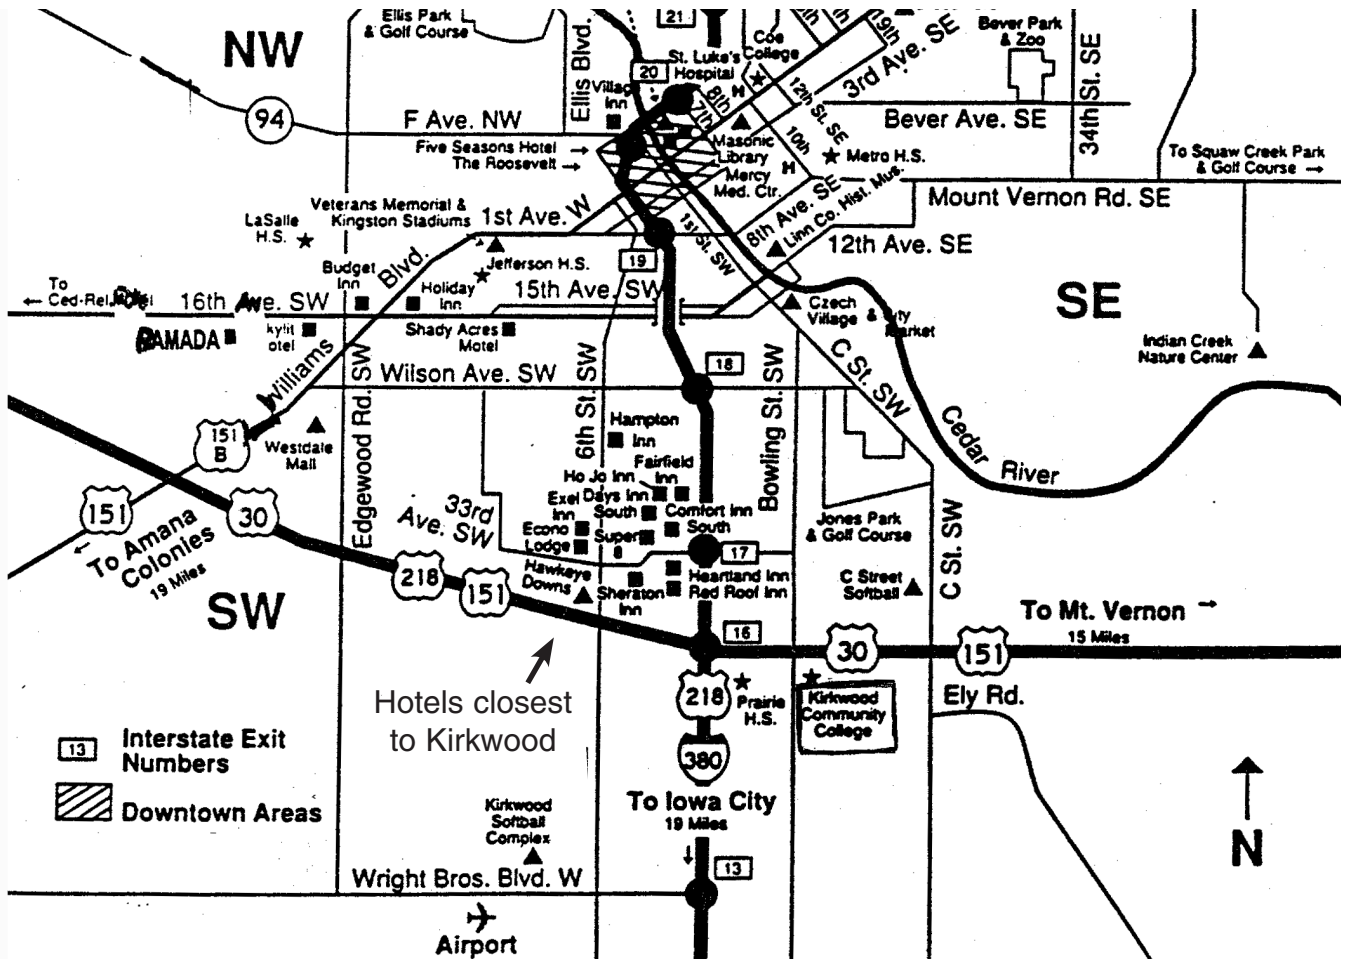 Ellis Park
& Golf Course
NW
Ellis Blvd.
21
St. Luke's
Hospital
Coe
College
19th
3rd Ave. SE
Bever Park
& Zoo
34th St. SE
20
Village
Inn
H
8th
7th
12th St. SE
10th
94
F Ave. NW
Bever Ave. SE
Five Seasons Hotel →
The Roosevelt →
Masonic
Library
Mercy
Med. Ctr.
H
Metro H.S.
To Squaw Creek Park
& Golf Course →
Mount Vernon Rd. SE
Veterans Memorial &
Kingston Stadiums
LaSalle
H.S.
1st Ave. W
1st St. SW
8th Ave. SE
Linn Co. Hist. Mus.
12th Ave. SE
19
Jefferson H.S.
Budget
Inn
Blvd.
Holiday
Inn
15th Ave. SW
← To
16th Ave. SW
RAMADA
Shady Acres
Motel
Czech
Village
& City
Market
SE
Indian Creek
Nature Center
Williams
Wilson Ave. SW
18
C St. SW
Edgewood Rd. SW
6th St. SW
Bowling St. SW
Cedar
River
Hampton
Inn
Fairfield
Inn
Ho Jo Inn
151
B
Westdale
Mall
Exel
Inn
Days Inn
South
Comfort Inn
South
33rd
Ave. SW
Econo
Lodge
Super
8
17
Jones Park
& Golf Course
C St. SW
151
30
To Amana
Colonies
19 Miles
218
151
Hawkeye
Downs
Sheraton
Inn
Heartland Inn
Red Roof Inn
C Street
Softball
SW
To Mt. Vernon →
15 Miles
16
30
151
Hotels closest
to Kirkwood
218
Prairie
H.S.
Kirkwood
Community
College
Ely Rd.
13
Interstate Exit
Numbers
Downtown Areas
380
To Iowa City
19 Miles
Kirkwood
Softball
Complex
13
Wright Bros. Blvd. W
Airport
N